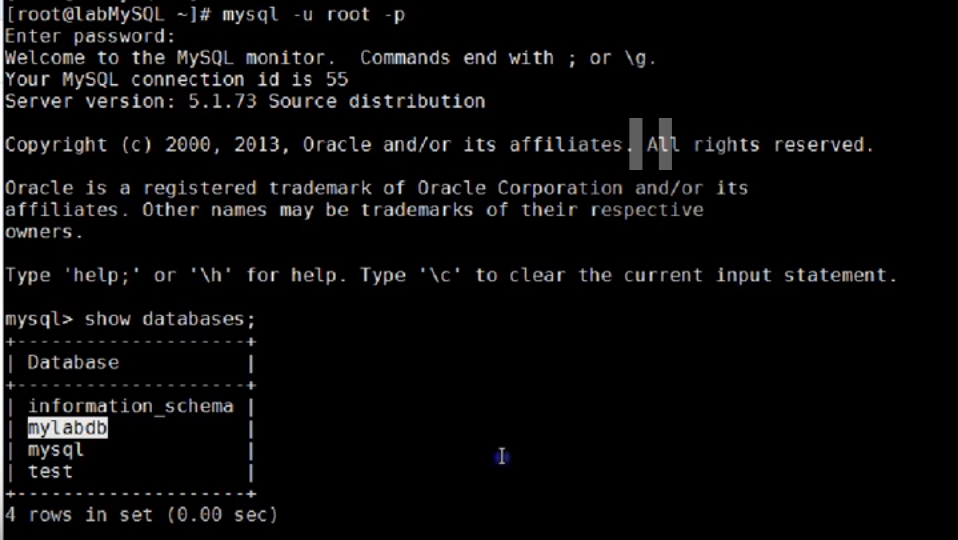 [root@labMySQL ~]# mysql -u root -p
Enter password:
Welcome to the MySQL monitor.  Commands end with ; or \g.
Your MySQL connection id is 55
Server version: 5.1.73 Source distribution
Copyright (c) 2000, 2013, Oracle and/or its affiliates. All rights reserved.
Oracle is a registered trademark of Oracle Corporation and/or its
affiliates. Other names may be trademarks of their respective
owners.
Type 'help;' or '\h' for help. Type '\c' to clear the current input statement.
mysql> show databases;
+--------------------+
| Database           |
+--------------------+
| information_schema |
| mylabdb            |
| mysql              |
| test               |
+--------------------+
4 rows in set (0.00 sec)